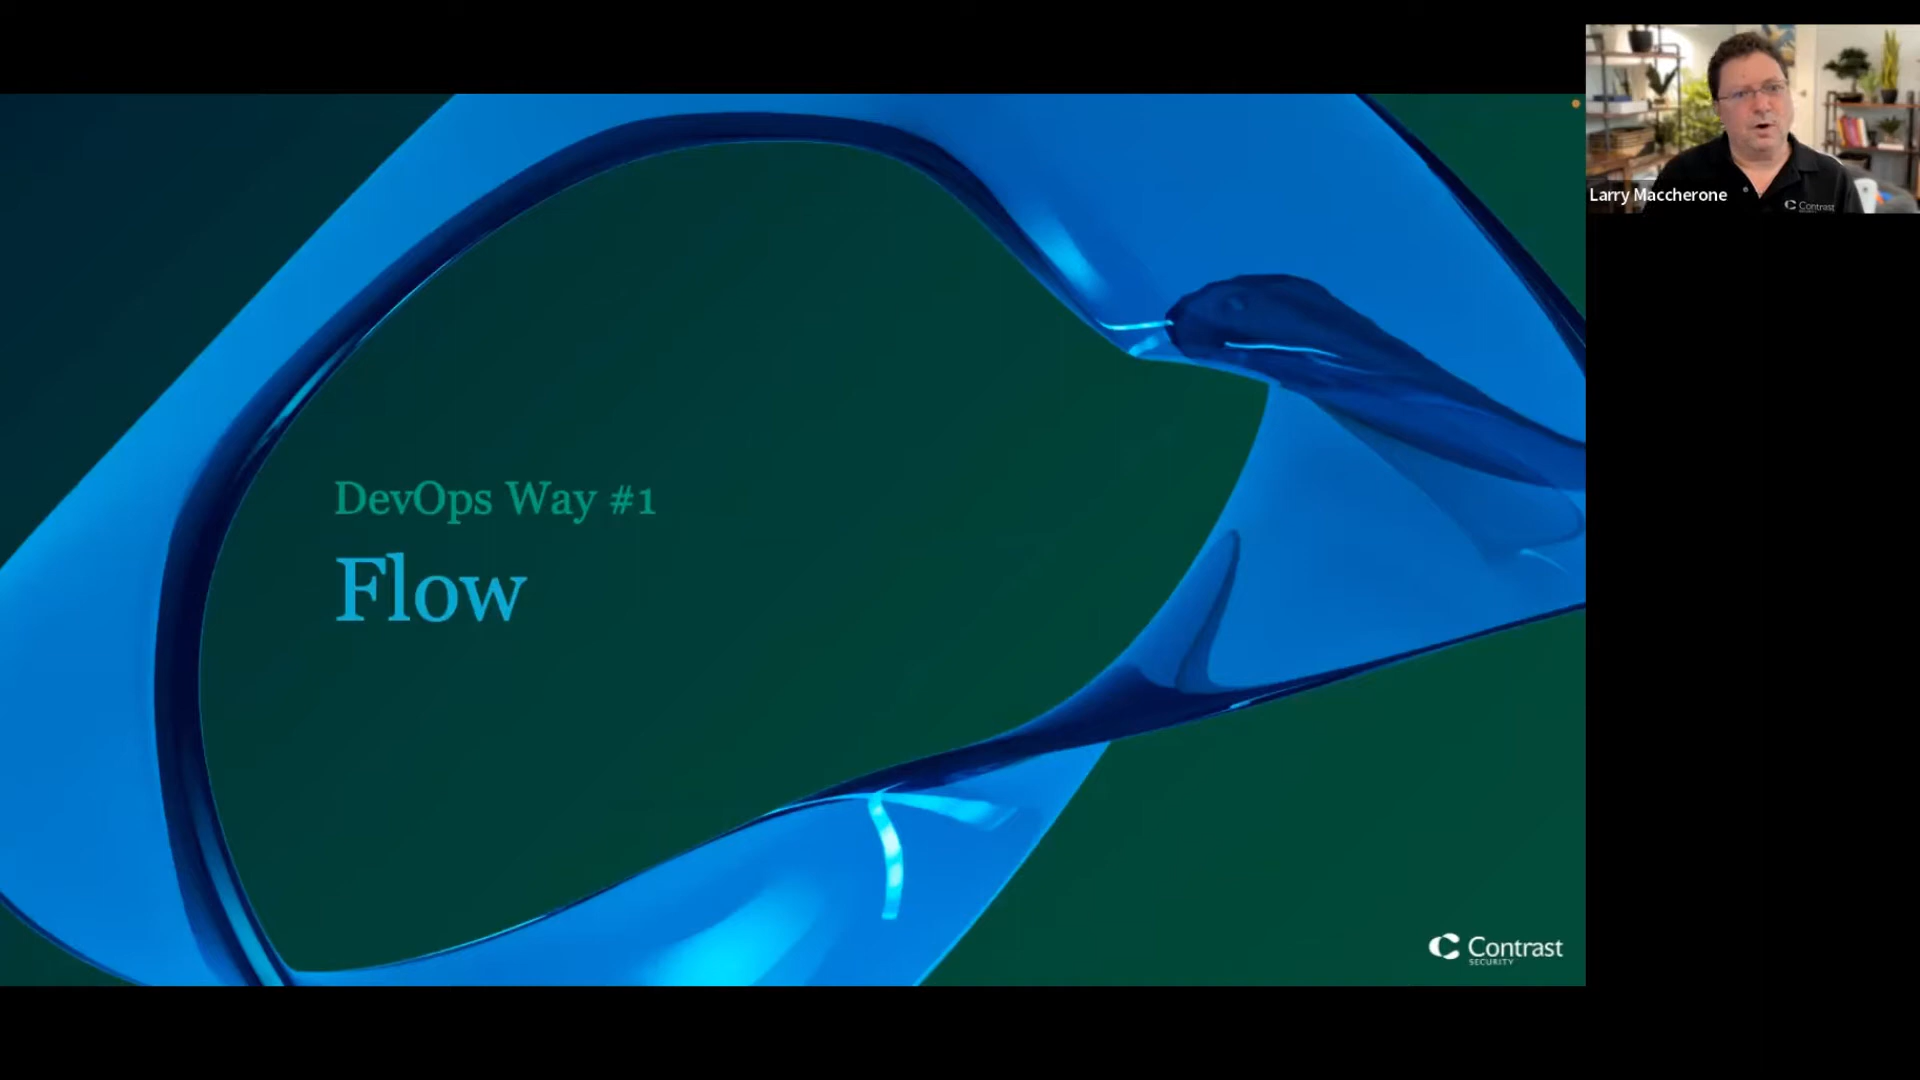 Larry Maccherone
Contrast
DevOps Way #1
Flow
Contrast
SECURITY